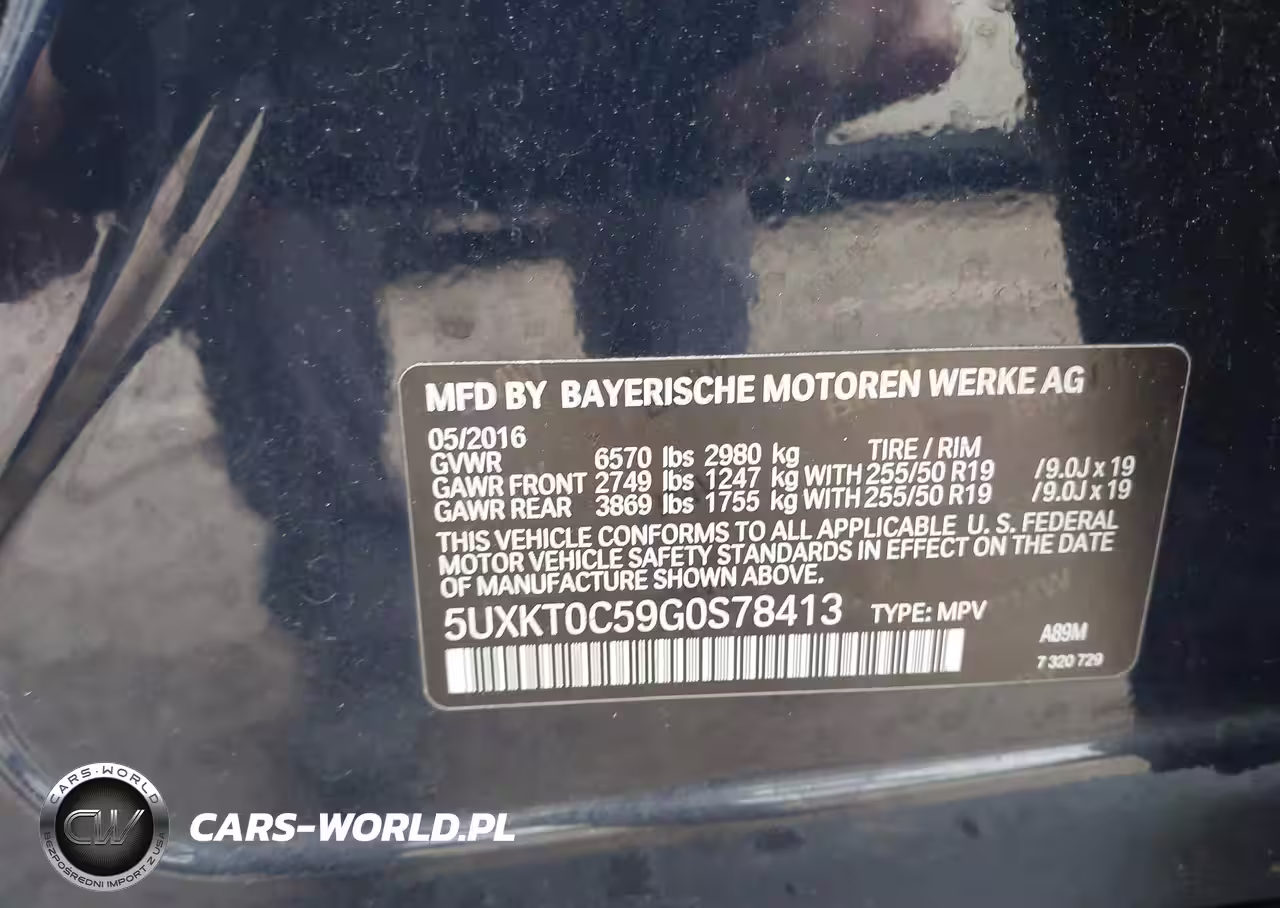 MFD BY BAYERISCHE MOTOREN WERKE AG
05/2016
GVWR 6570 lbs 2980 kg TIRE / RIM
GAWR FRONT 2749 lbs 1247 kg WITH 255/50 R19 /9.0J x 19
GAWR REAR 3869 lbs 1755 kg WITH 255/50 R19 /9.0J x 19
THIS VEHICLE CONFORMS TO ALL APPLICABLE U. S. FEDERAL
MOTOR VEHICLE SAFETY STANDARDS IN EFFECT ON THE DATE
OF MANUFACTURE SHOWN ABOVE.
5UXKT0C59G0S78413 TYPE: MPV
A89M
7 320 729
CARS-WORLD
CW
BEZPOŚREDNI IMPORT Z USA
CARS-WORLD.PL